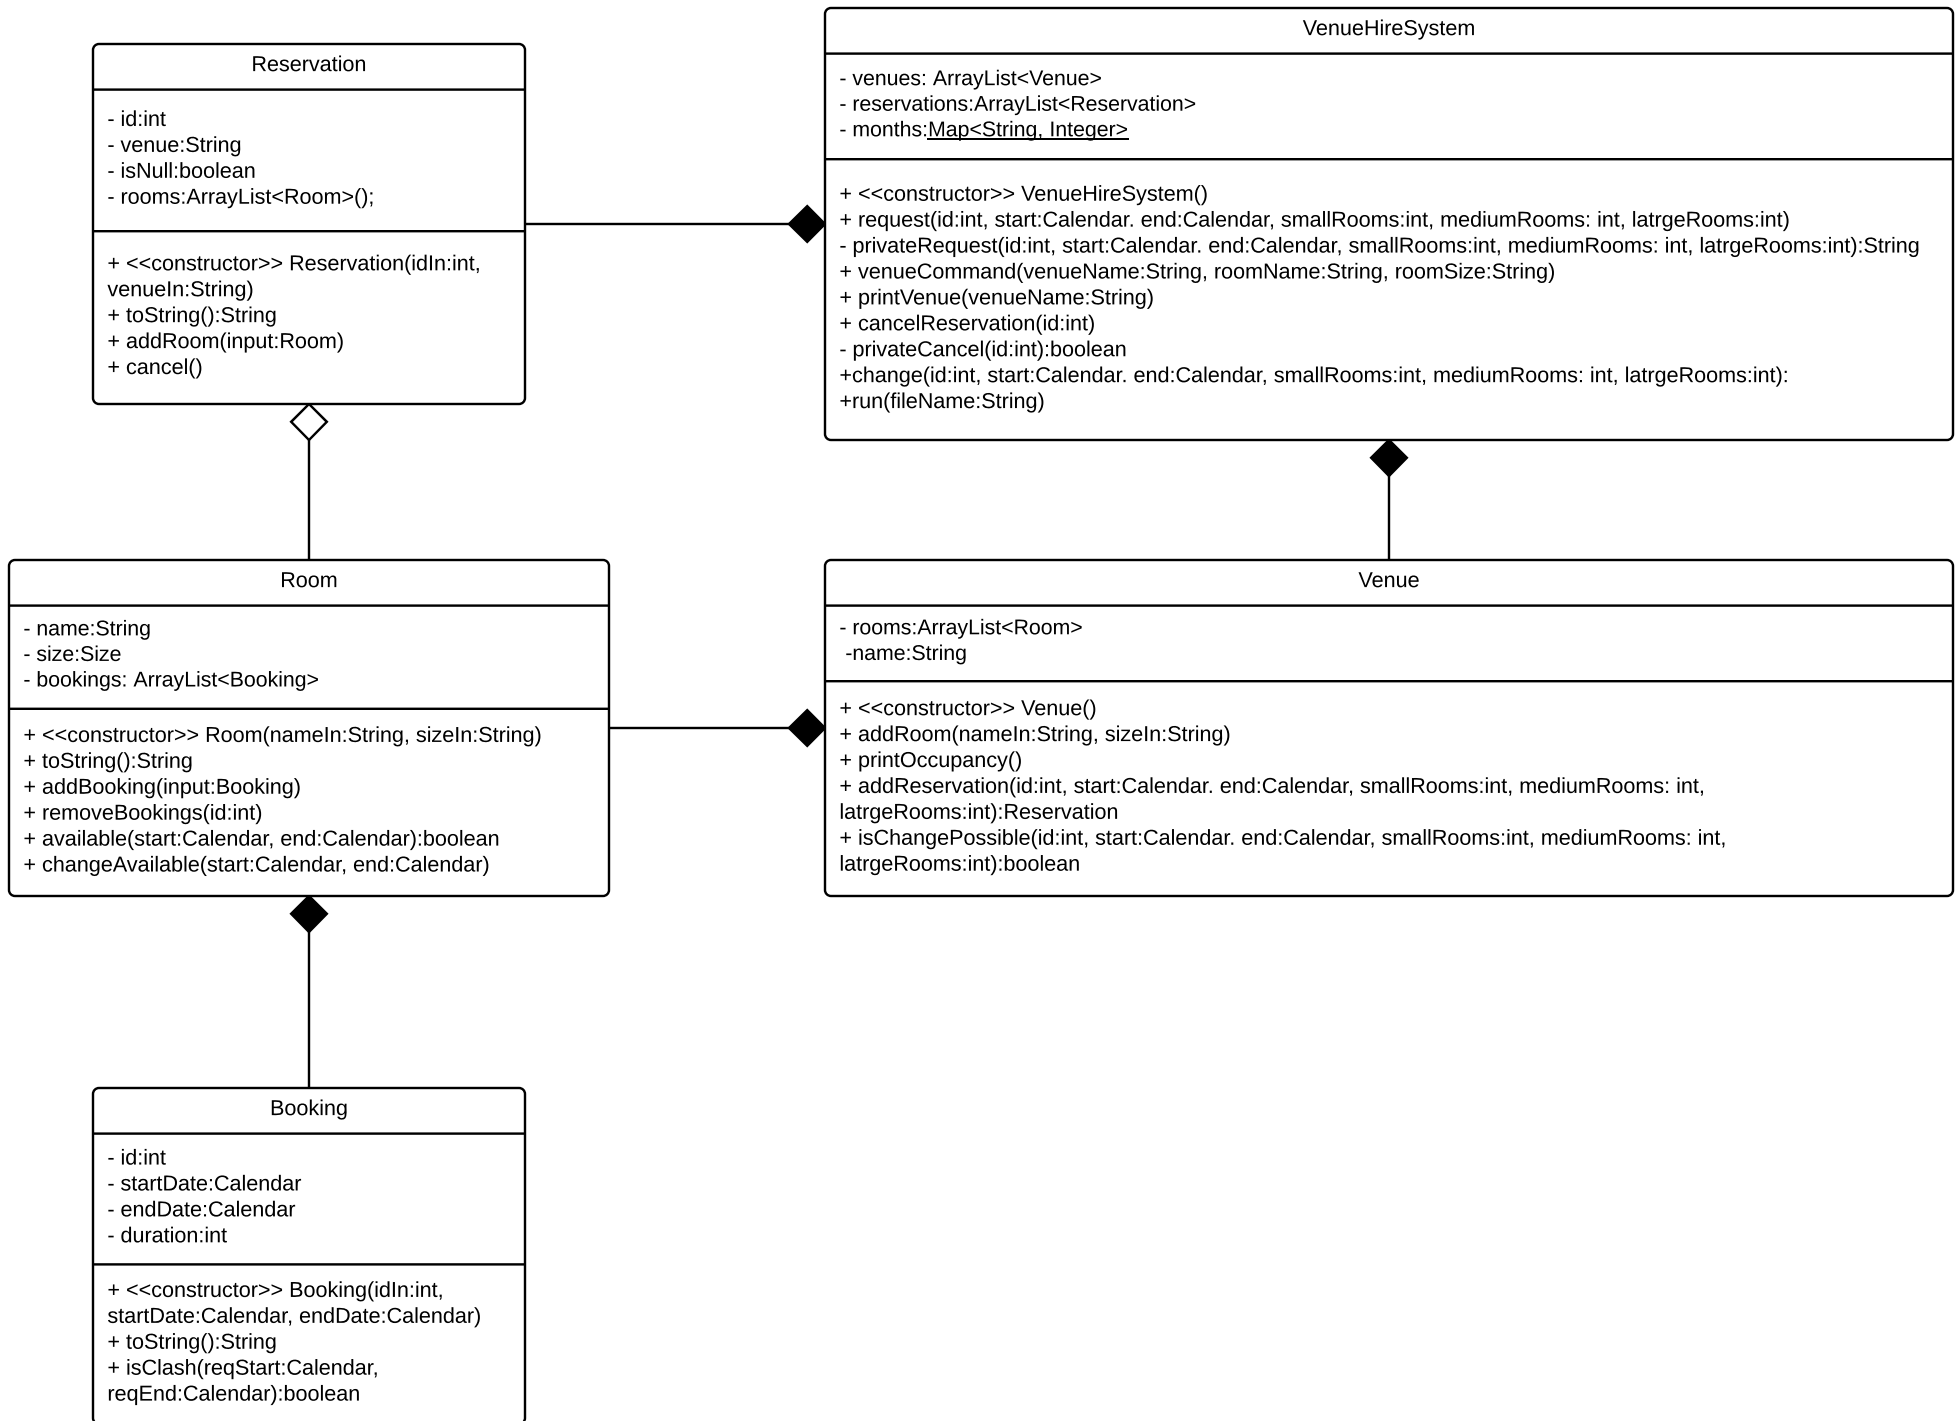 Reservation
- id:int
- venue:String
- isNull:boolean
- rooms:ArrayList<Room>();
+ <<constructor>> Reservation(idIn:int,
venueIn:String)
+ toString():String
+ addRoom(input:Room)
+ cancel()
VenueHireSystem
- venues: ArrayList<Venue>
- reservations:ArrayList<Reservation>
- months:Map<String, Integer>
+ <<constructor>> VenueHireSystem()
+ request(id:int, start:Calendar. end:Calendar, smallRooms:int, mediumRooms: int, latrgeRooms:int)
- privateRequest(id:int, start:Calendar. end:Calendar, smallRooms:int, mediumRooms: int, latrgeRooms:int):String
+ venueCommand(venueName:String, roomName:String, roomSize:String)
+ printVenue(venueName:String)
+ cancelReservation(id:int)
- privateCancel(id:int):boolean
+change(id:int, start:Calendar. end:Calendar, smallRooms:int, mediumRooms: int, latrgeRooms:int):
+run(fileName:String)
Room
- name:String
- size:Size
- bookings: ArrayList<Booking>
+ <<constructor>> Room(nameIn:String, sizeIn:String)
+ toString():String
+ addBooking(input:Booking)
+ removeBookings(id:int)
+ available(start:Calendar, end:Calendar):boolean
+ changeAvailable(start:Calendar, end:Calendar)
Venue
- rooms:ArrayList<Room>
-name:String
+ <<constructor>> Venue()
+ addRoom(nameIn:String, sizeIn:String)
+ printOccupancy()
+ addReservation(id:int, start:Calendar. end:Calendar, smallRooms:int, mediumRooms: int,
latrgeRooms:int):Reservation
+ isChangePossible(id:int, start:Calendar. end:Calendar, smallRooms:int, mediumRooms: int,
latrgeRooms:int):boolean
Booking
- id:int
- startDate:Calendar
- endDate:Calendar
- duration:int
+ <<constructor>> Booking(idIn:int,
startDate:Calendar, endDate:Calendar)
+ toString():String
+ isClash(reqStart:Calendar,
reqEnd:Calendar):boolean